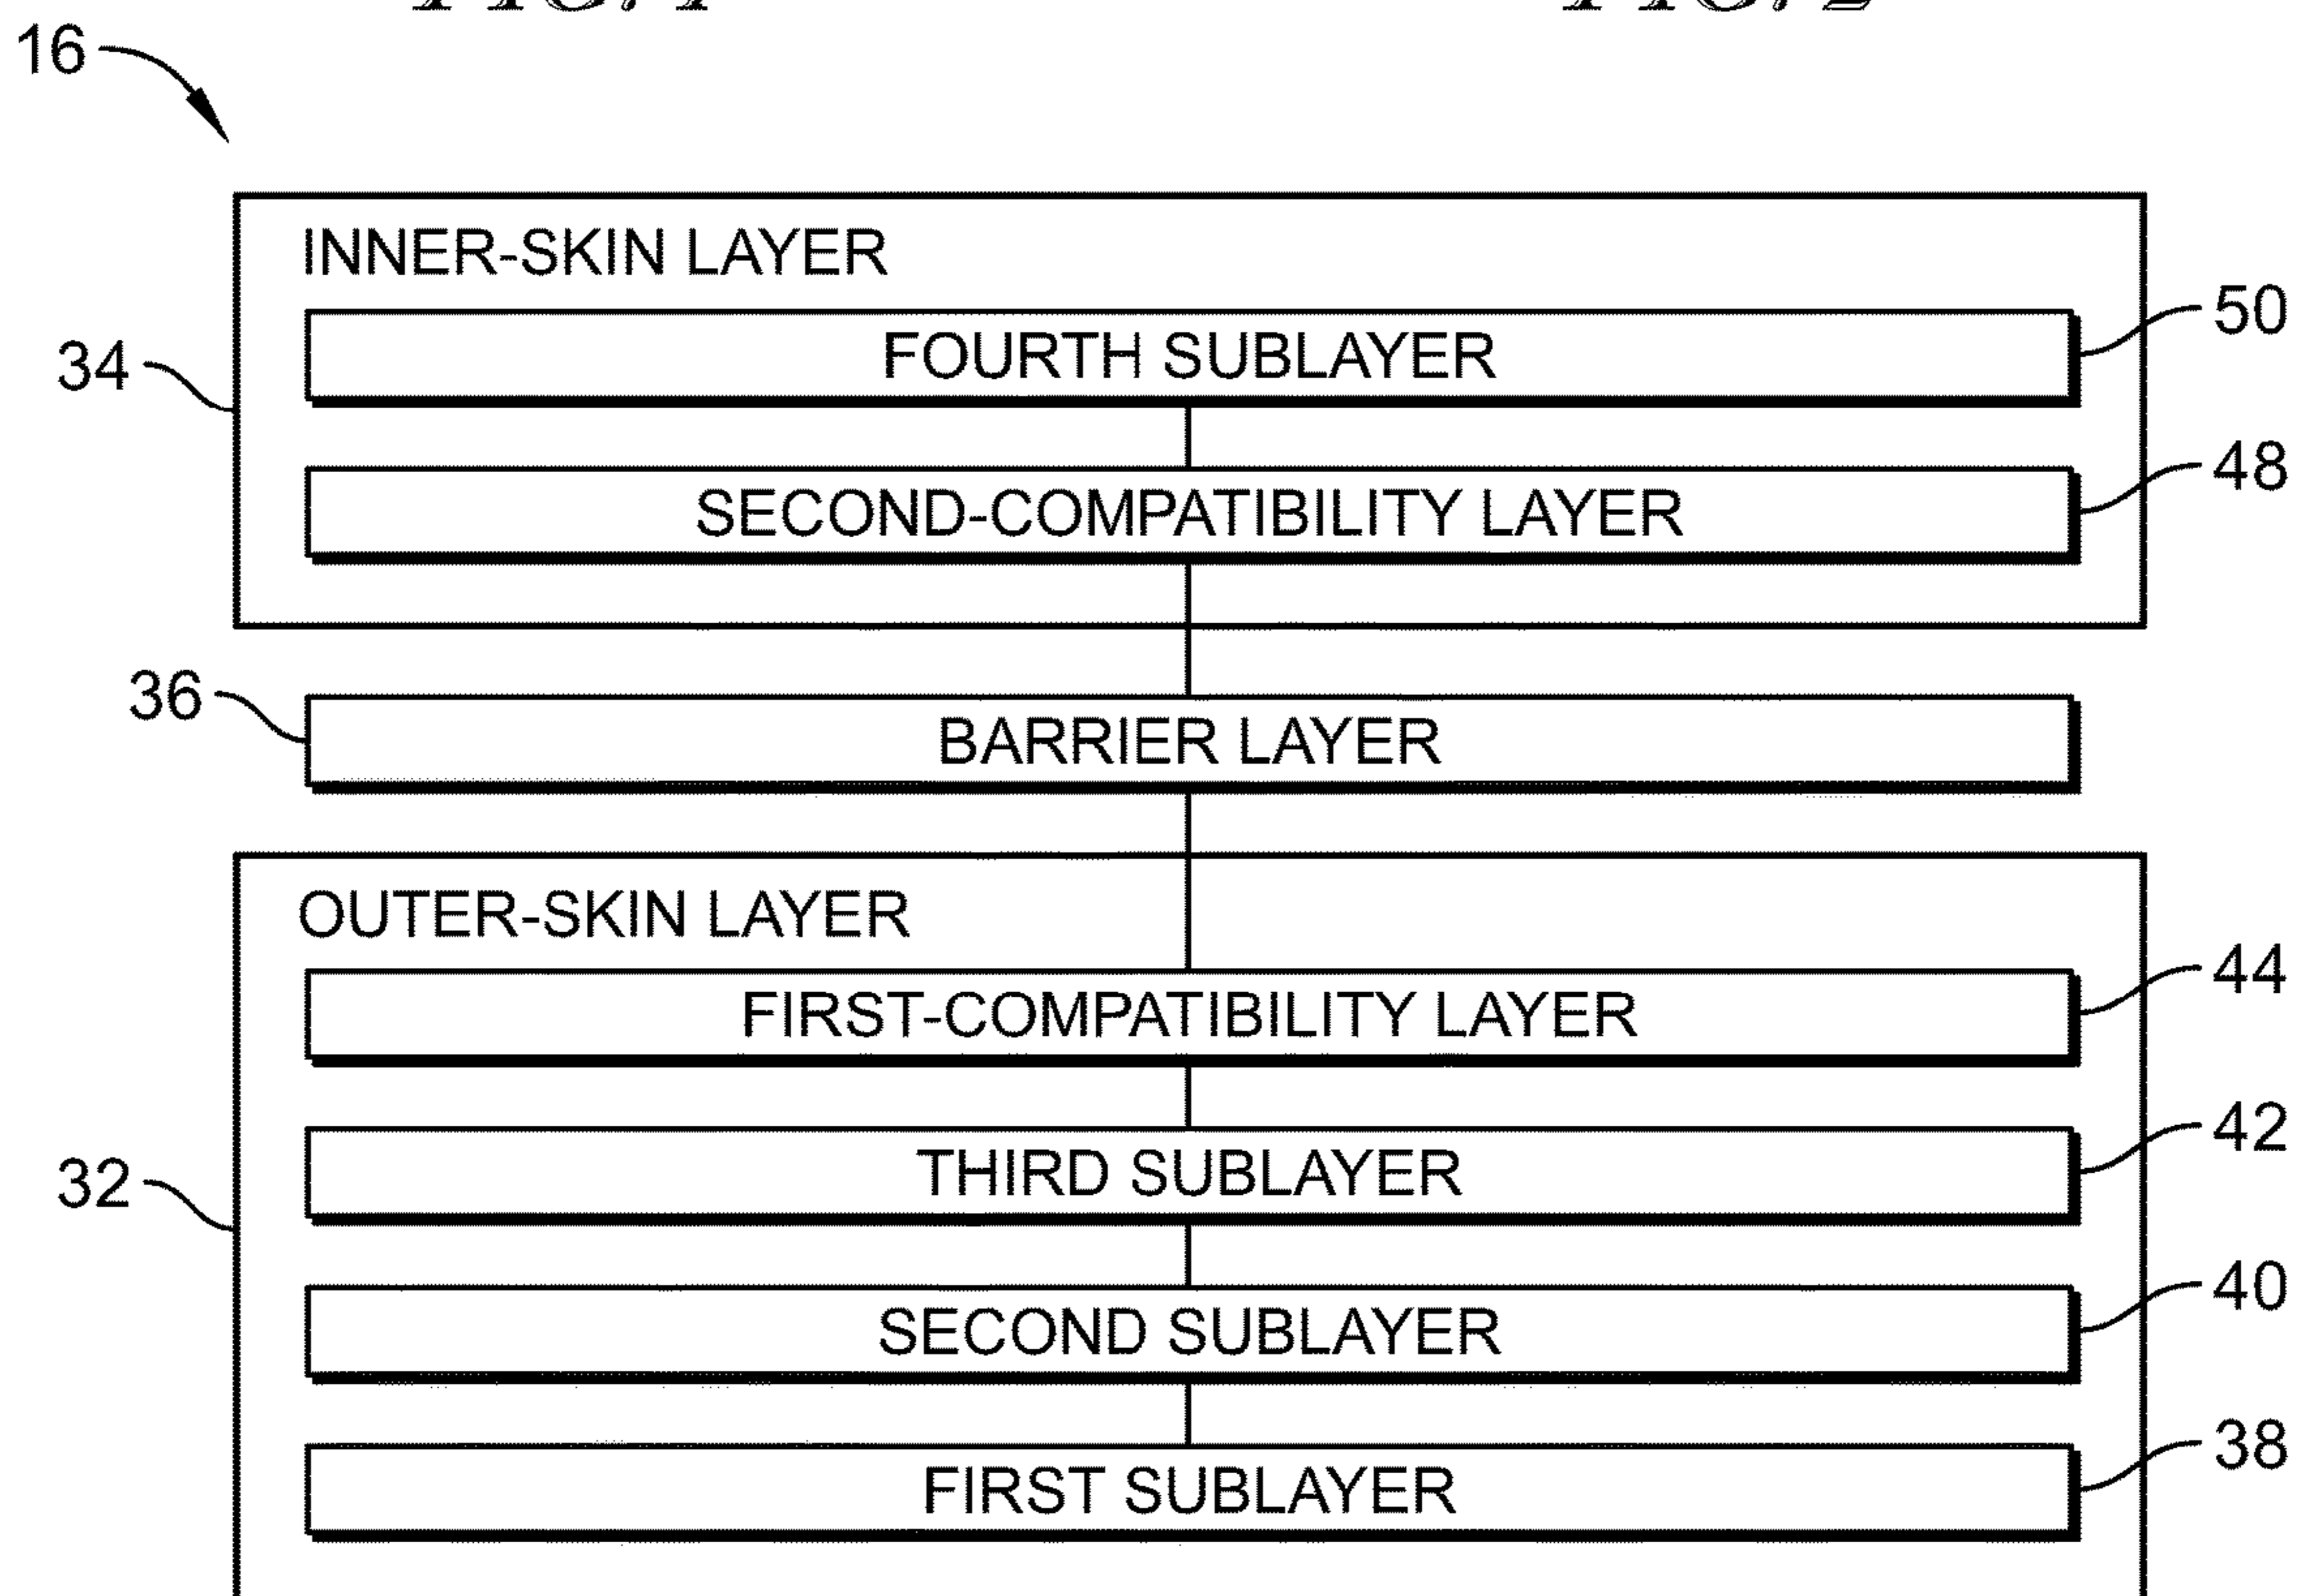 16
INNER-SKIN LAYER
FOURTH SUBLAYER
50
34
SECOND-COMPATIBILITY LAYER
48
36
BARRIER LAYER
OUTER-SKIN LAYER
FIRST-COMPATIBILITY LAYER
44
THIRD SUBLAYER
42
32
SECOND SUBLAYER
40
FIRST SUBLAYER
38